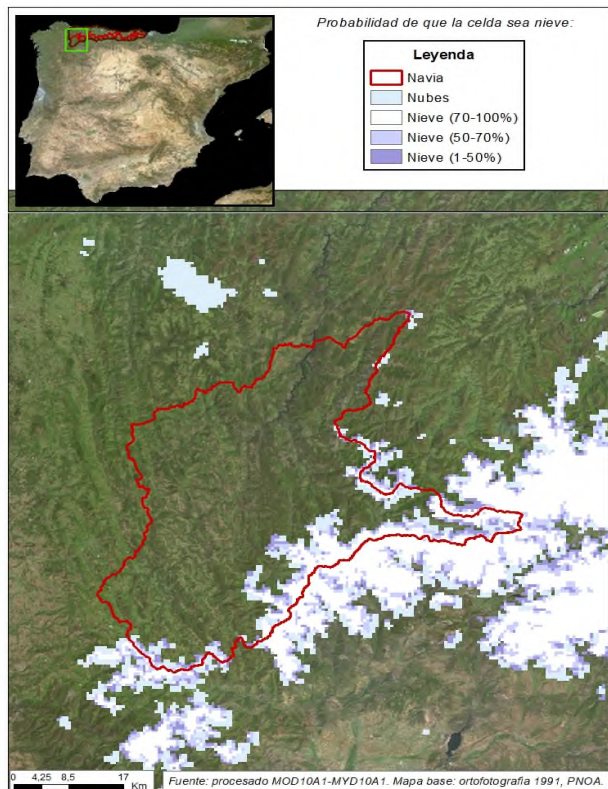 Probabilidad de que la celda sea nieve:
Leyenda
Navia
Nubes
Nieve (70-100%)
Nieve (50-70%)
Nieve (1-50%)
0 4,25 8,5 17
Km
Fuente: procesado MOD10A1-MYD10A1. Mapa base: ortofotografía 1991, PNOA.